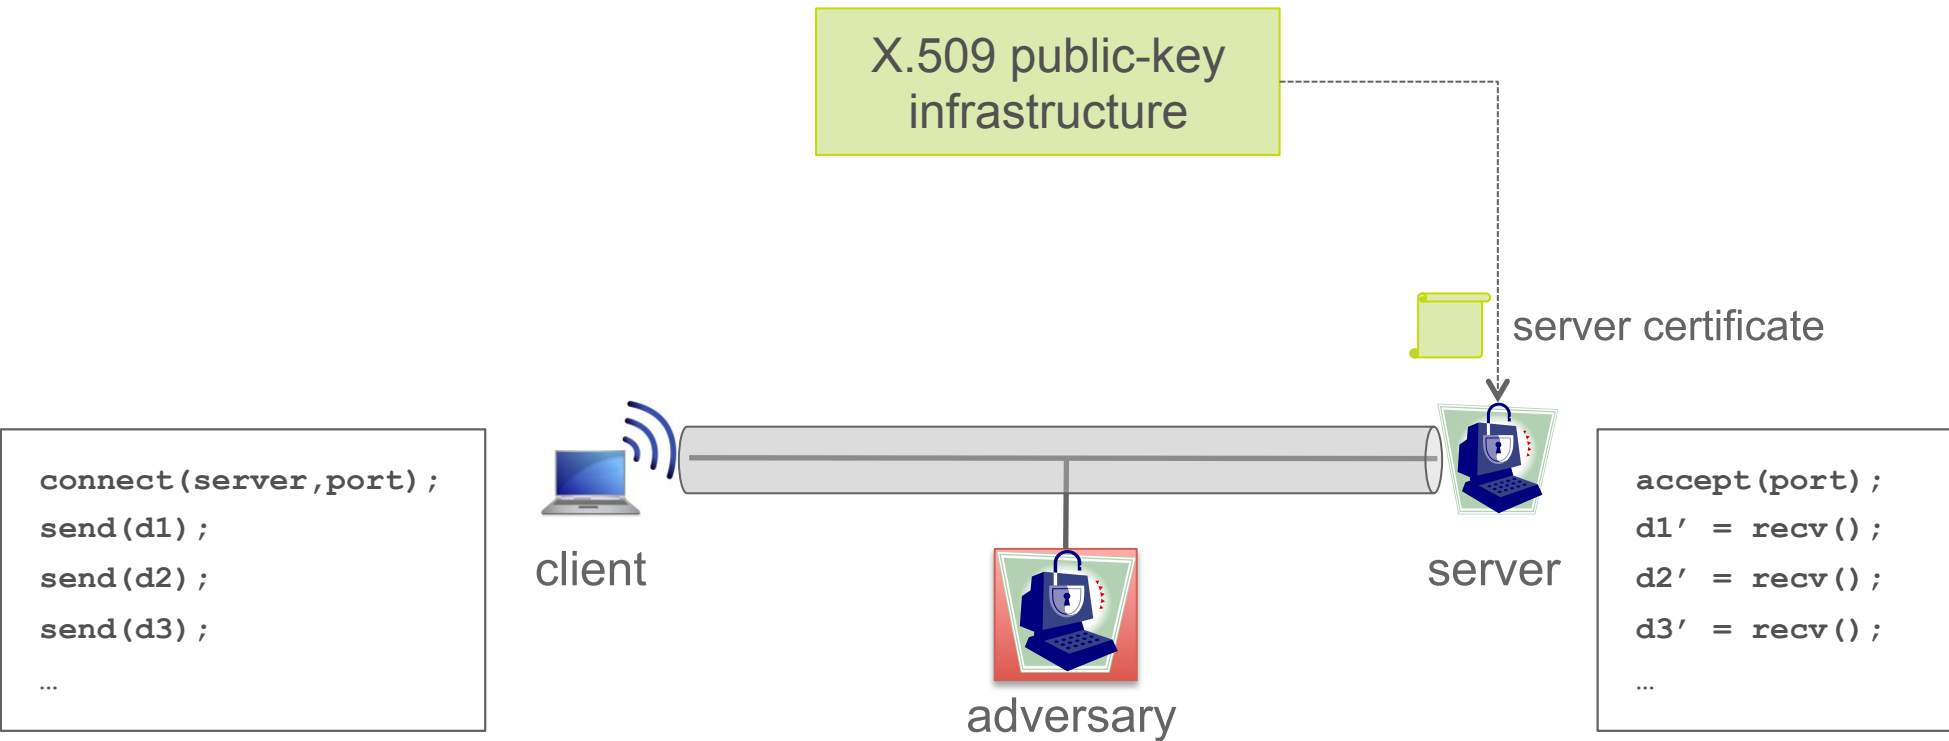 X.509 public-key
infrastructure
server certificate
connect(server,port);
send(d1);
send(d2);
send(d3);
…
client
adversary
server
accept(port);
d1’ = recv();
d2’ = recv();
d3’ = recv();
…